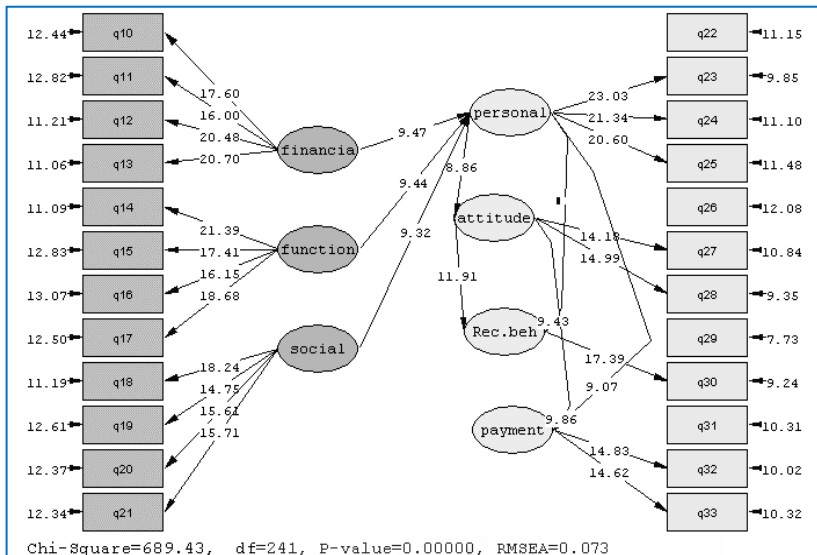 12.44 q10 q22 11.15
12.82 q11 q23 9.85
17.60 personal 23.03
11.21 q12 16.00 q24 11.10
20.48 21.34
financia 9.47 20.60
11.06 q13 20.70 q25 11.48
8.86
11.09 q14 9.44 q26 12.08
21.39 attitude 14.18
12.83 q15 17.41 function 9.32 q27 10.84
16.15 14.99
13.07 q16 18.68 11.91 q28 9.35
12.50 q17 Rec.beh 9.43 q29 7.73
social 17.39
11.19 q18 18.24 9.07 q30 9.24
14.75
12.61 q19 15.61 9.86 q31 10.31
15.71 payment 14.83
12.37 q20 14.62 q32 10.02
12.34 q21 q33 10.32
Chi-Square=689.43, df=241, P-value=0.00000, RMSEA=0.073